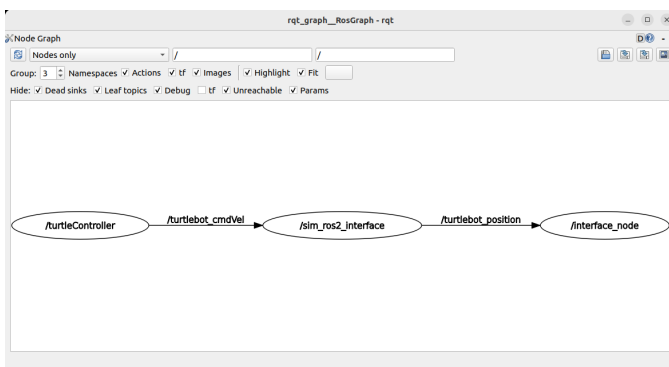 rqt_graph__RosGraph - rqt
Node Graph
D
-
Nodes only
/
/
Group: 3 Namespaces Actions tf Images Highlight Fit
Hide: Dead sinks Leaf topics Debug tf Unreachable Params
/turtleController
/turtlebot_cmdVel
/sim_ros2_interface
/turtlebot_position
/interface_node